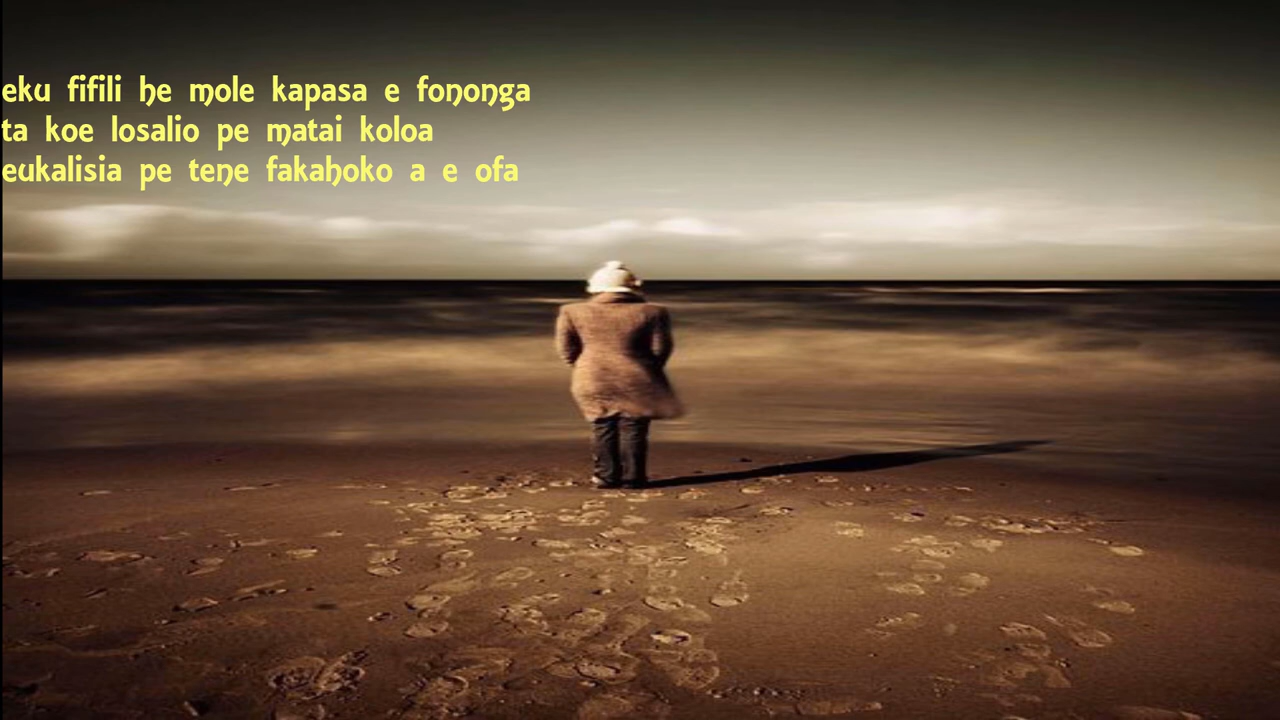 eku fifili he mole kapasa e fononga
ta koe losalio pe matai koloa
eukalisia pe tene fakahoko a e ofa